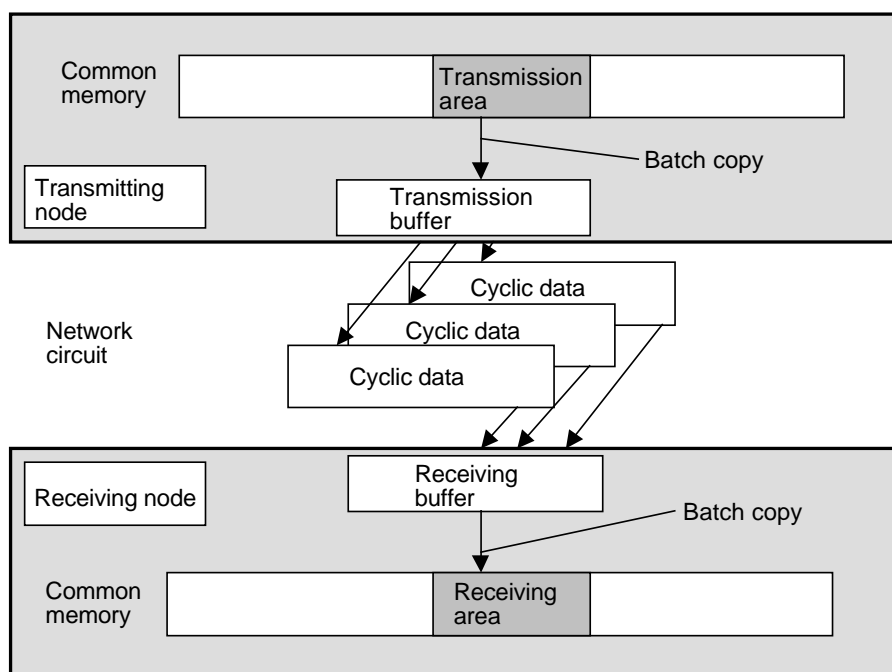 Common
memory
Transmission
area
Batch copy
Transmitting
node
Transmission
buffer
Cyclic data
Network
circuit
Cyclic data
Cyclic data
Receiving node
Receiving
buffer
Batch copy
Common
memory
Receiving
area